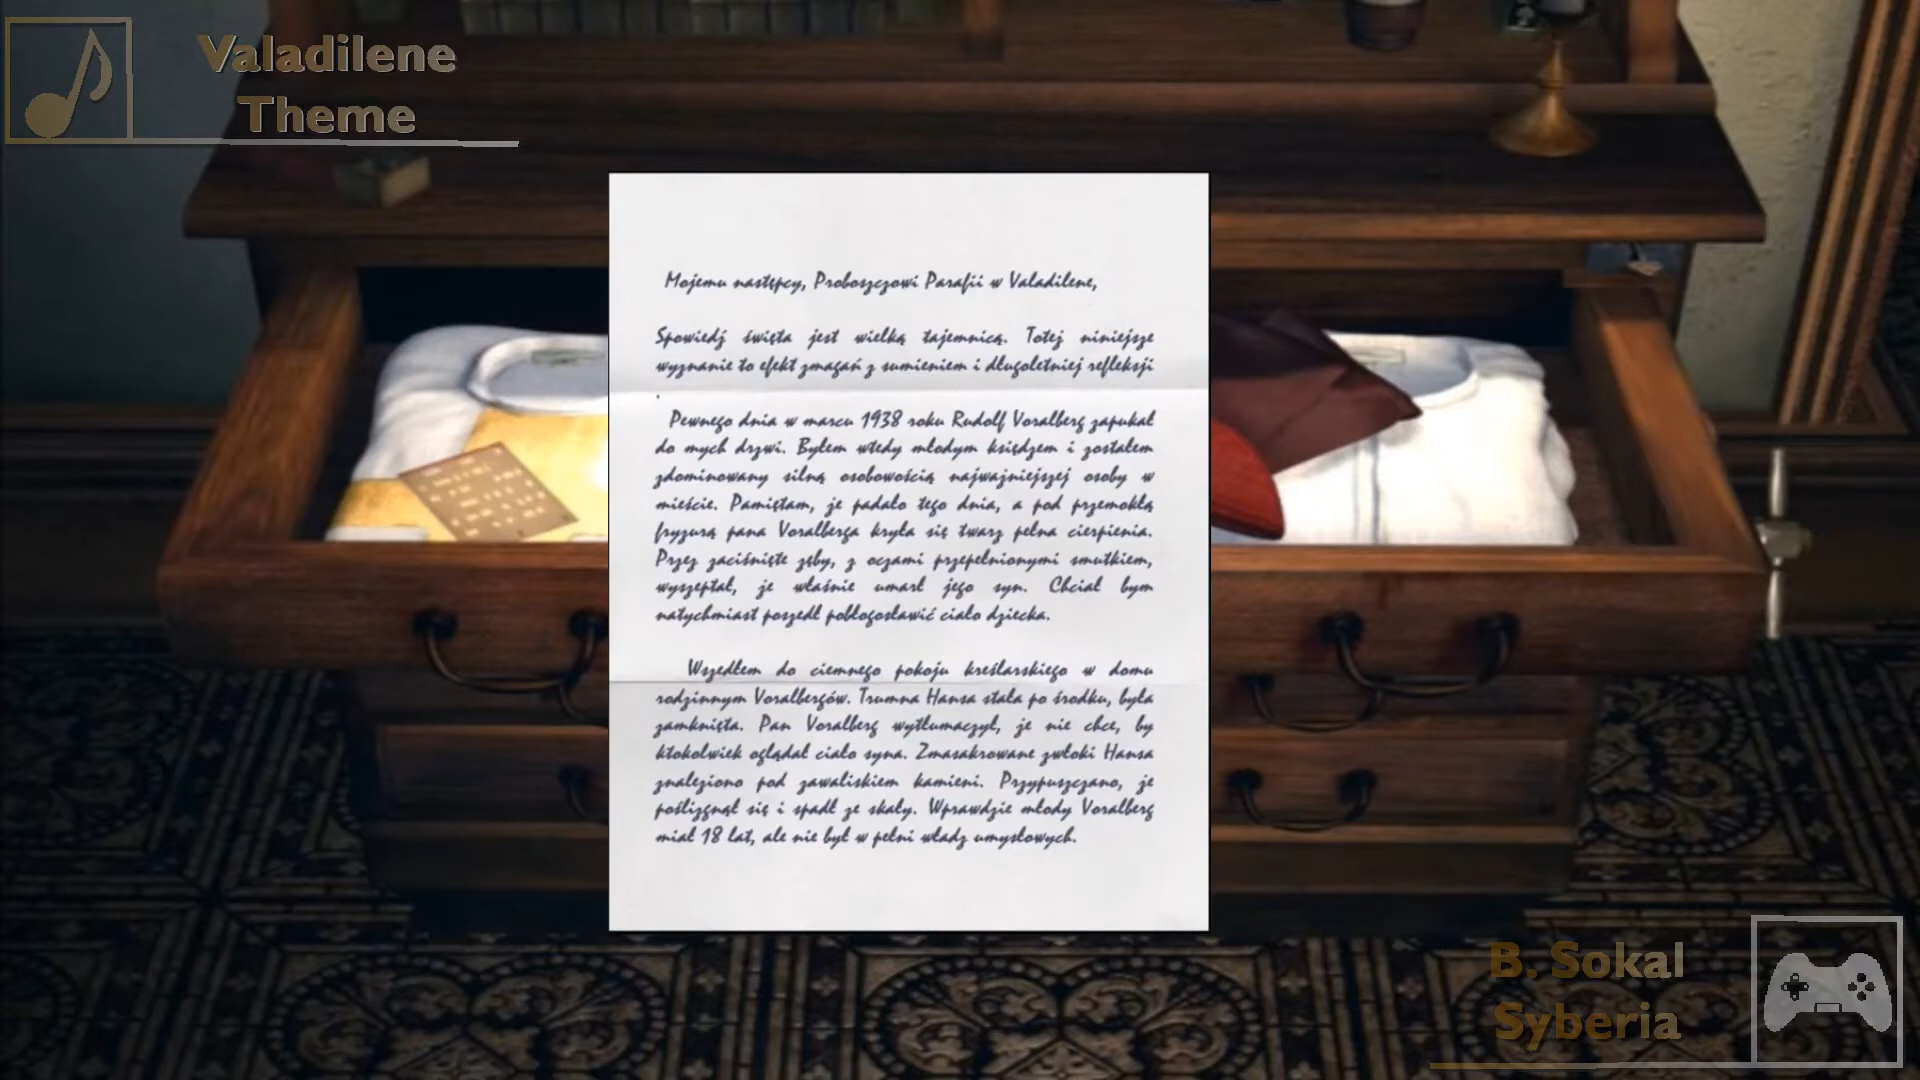 Valadilene
Theme
Mojemu następcy, Proboszczowi Parafii w Valadilene,
Spowiedź święta jest wielką tajemnicą. Toteż niniejsze
wyznanie to efekt zmagań z sumieniem i długoletniej refleksji
.
Pewnego dnia w marcu 1938 roku Rudolf Voralberg zapukał
do mych drzwi. Byłem wtedy młodym księdzem i zostałem
zdominowany silną osobowością najważniejszej osoby w
mieście. Pamiętam, że padało tego dnia, a pod przemokłą
fryzurą pana Voralberga kryła się twarz pełna cierpienia.
Przez zaciśnięte zęby, z oczami przepełnionymi smutkiem,
wyszeptał, że właśnie umarł jego syn. Chciał bym
natychmiast poszedł pobłogosławić ciało dziecka.
Wszedłem do ciemnego pokoju kreślarskiego w domu
rodzinnym Voralbergów. Trumna Hansa stała po środku, była
zamknięta. Pan Voralberg wytłumaczył, że nie chce, by
ktokolwiek oglądał ciało syna. Zmasakrowane zwłoki Hansa
znaleziono pod zawaliskiem kamieni. Przypuszczano, że
poślizgnął się i spadł ze skały. Wprawdzie młody Voralberg
miał 18 lat, ale nie był w pełni władz umysłowych.
B. Sokal
Syberia